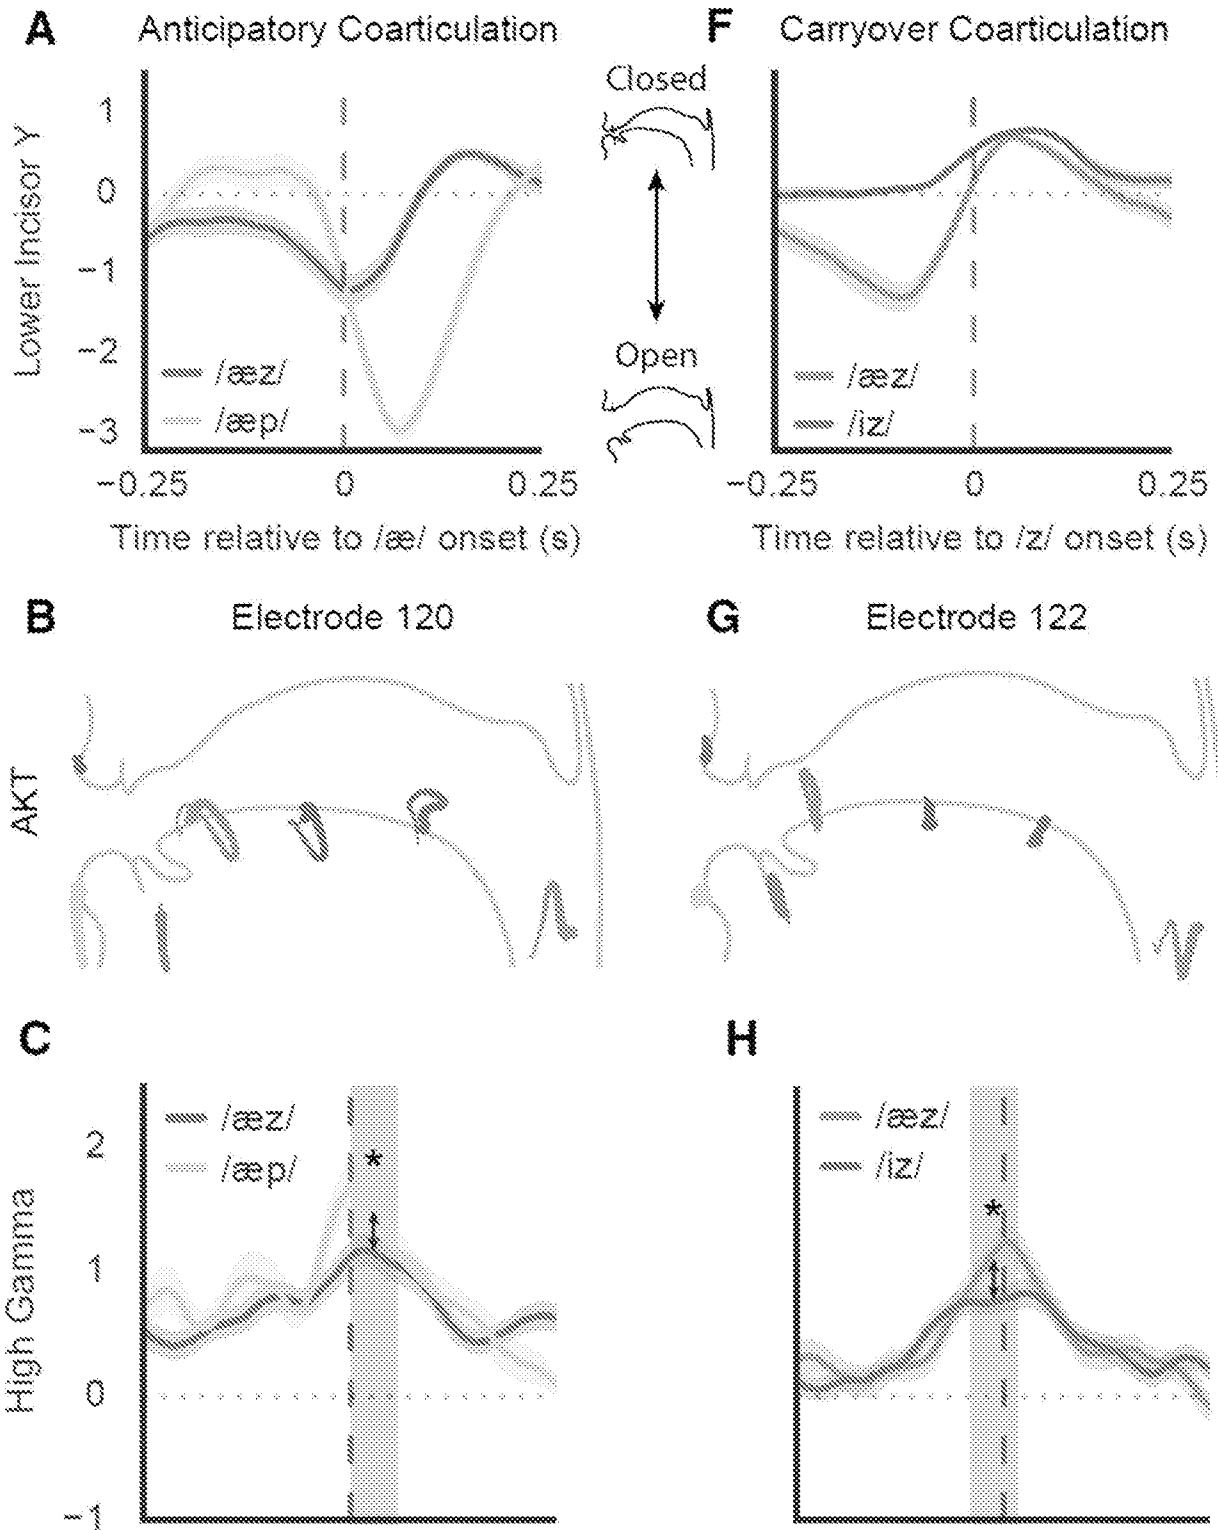 A Anticipatory Coarticulation
F Carryover Coarticulation
Lower Incisor Y
1
0
−1
−2
−3
/æz/
/æp/
−0.25 0 0.25
Time relative to /æ/ onset (s)
Closed
Open
/æz/
/iz/
−0.25 0 0.25
Time relative to /z/ onset (s)
B Electrode 120
G Electrode 122
AKT
C
H
High Gamma
2
1
0
−1
/æz/
/æp/
*
/æz/
/iz/
*